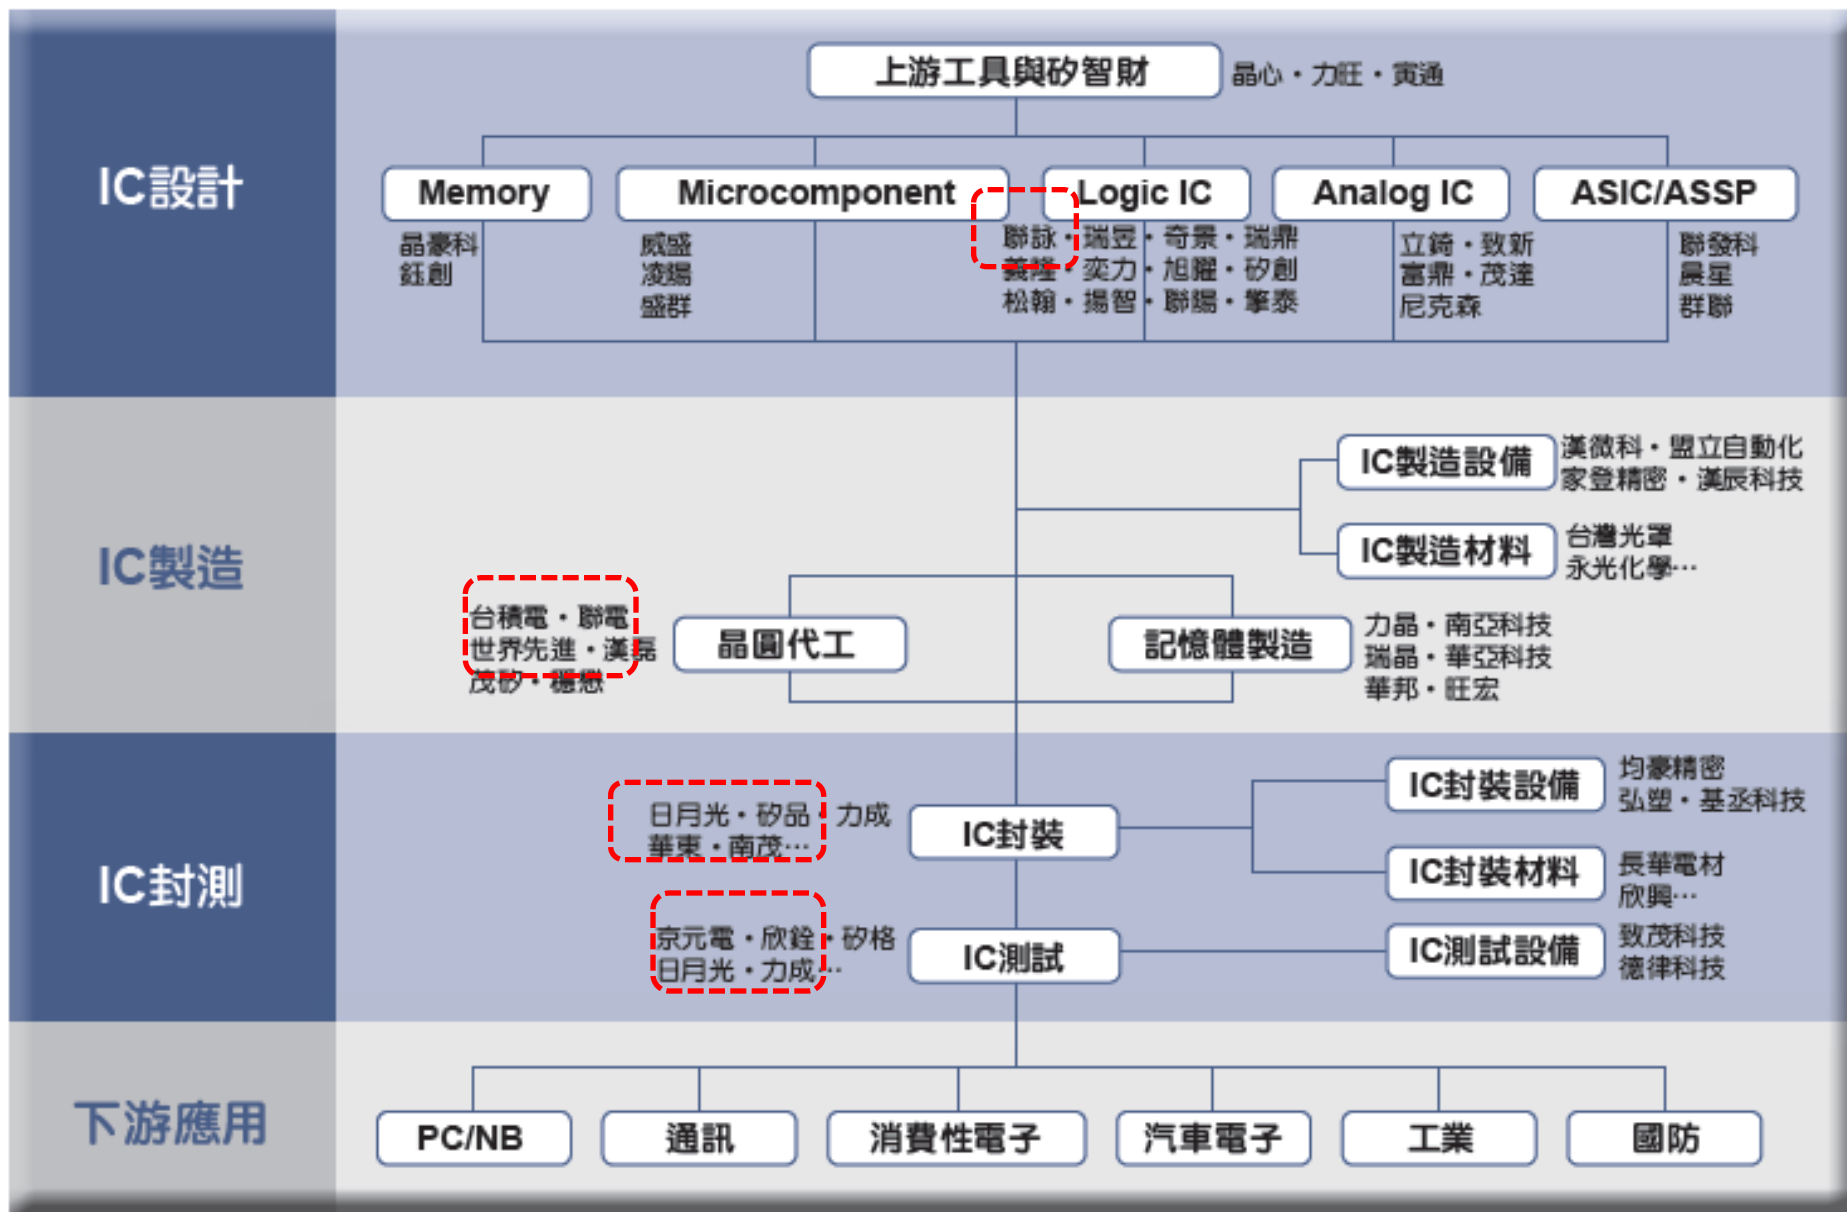 上游工具與矽智財
晶心・力旺・寅通
IC設計
Memory
Microcomponent
Logic IC
Analog IC
ASIC/ASSP
晶豪科
鈺創
威盛
凌陽
盛群
聯詠・瑞昱・奇景・瑞鼎
義隆・奕力・旭曜・矽創
松翰・揚智・聯陽・擎泰
立錡・致新
富鼎・茂達
尼克森
聯發科
晨星
群聯
IC製造
IC製造設備
漢微科・盟立自動化
家登精密・漢辰科技
IC製造材料
台灣光罩
永光化學…
台積電・聯電
世界先進・漢磊
茂矽・穩懋
晶圓代工
記憶體製造
力晶・南亞科技
瑞晶・華亞科技
華邦・旺宏
IC封測
日月光・矽品・力成
華東・南茂…
IC封裝
IC封裝設備
均豪精密
弘塑・基丞科技
IC封裝材料
長華電材
欣興…
京元電・欣銓・矽格
日月光・力成…
IC測試
IC測試設備
致茂科技
德律科技
下游應用
PC/NB
通訊
消費性電子
汽車電子
工業
國防